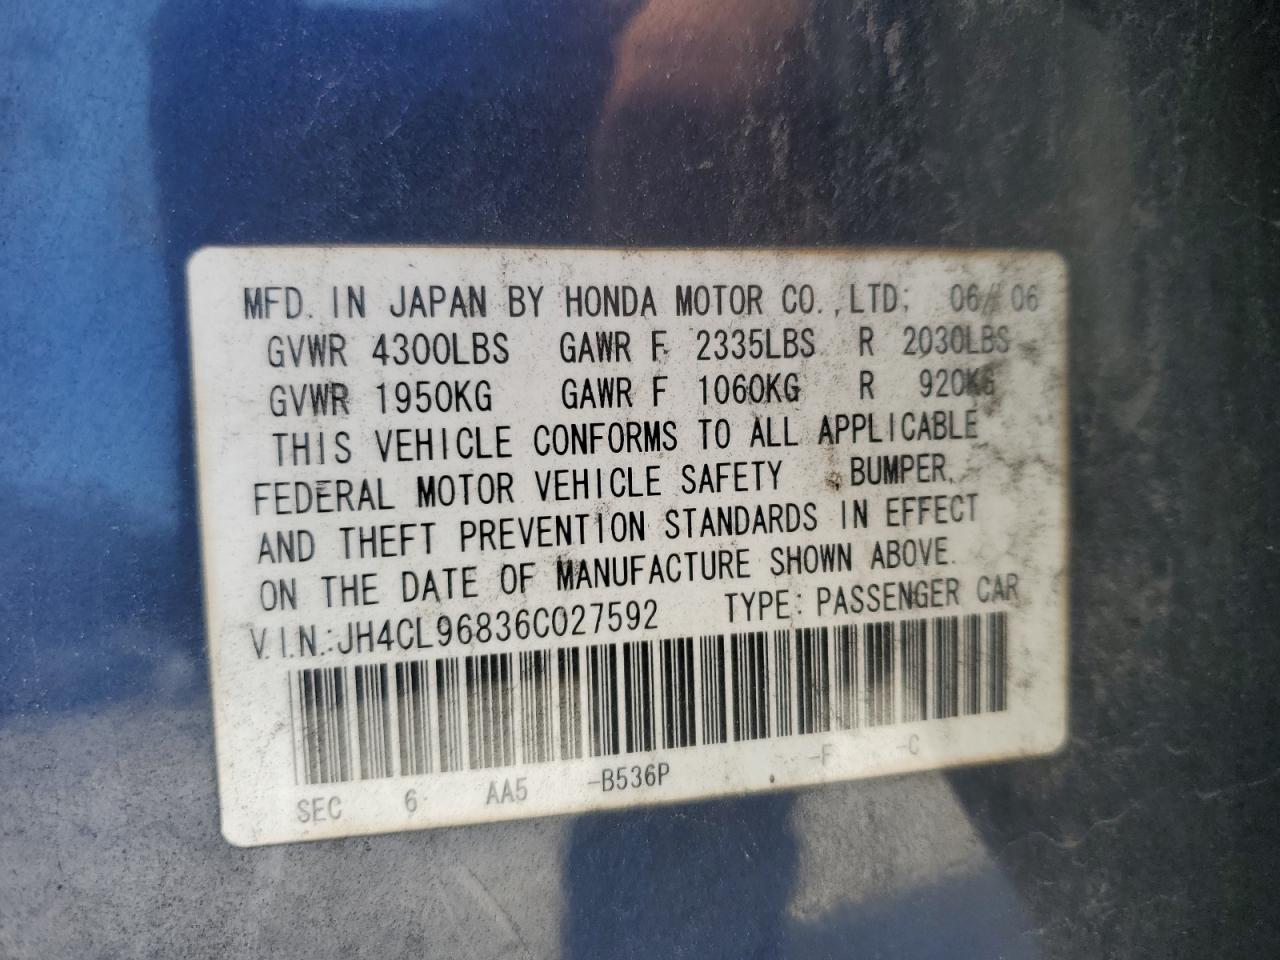 MFD. IN JAPAN BY HONDA MOTOR CO.,LTD; 06/06
GVWR 4300LBS GAWR F 2335LBS R 2030LBS
GVWR 1950KG GAWR F 1060KG R 920KG
THIS VEHICLE CONFORMS TO ALL APPLICABLE
FEDERAL MOTOR VEHICLE SAFETY BUMPER,
AND THEFT PREVENTION STANDARDS IN EFFECT
ON THE DATE OF MANUFACTURE SHOWN ABOVE.
V.I.N.:JH4CL96836C027592 TYPE: PASSENGER CAR
SEC 6 AA5 -B536P -F -C